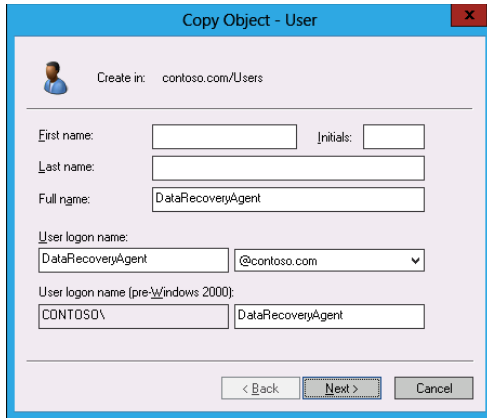 Copy Object - User
x
Create in: contoso.com/Users
First name:
Initials:
Last name:
Full name: DataRecoveryAgent
User logon name:
DataRecoveryAgent @contoso.com
User logon name (pre-Windows 2000):
CONTOSO\ DataRecoveryAgent
< Back Next > Cancel